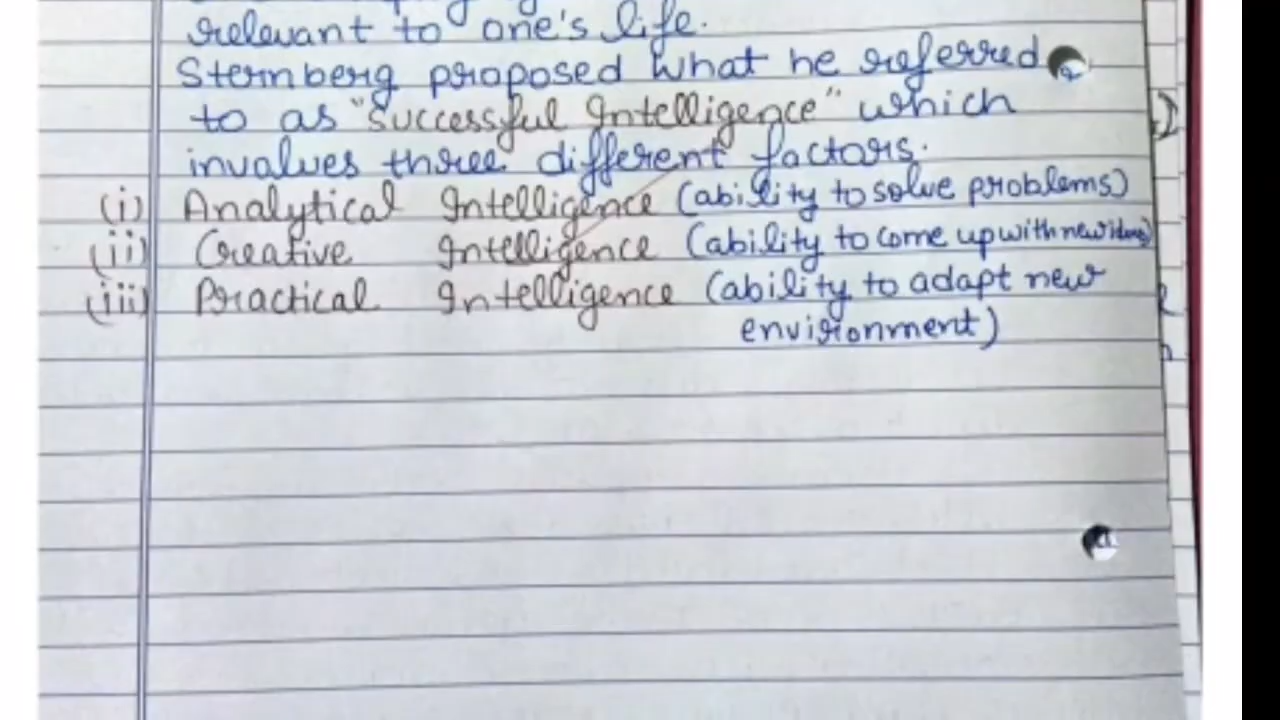 relevant to one's life.
Sternberg proposed what he referred
to as "Successful Intelligence" which
involves three different factors.
(i) Analytical Intelligence (ability to solve problems)
(ii) Creative Intelligence (ability to come up with new ideas)
(iii) Practical Intelligence (ability to adapt new
environment)